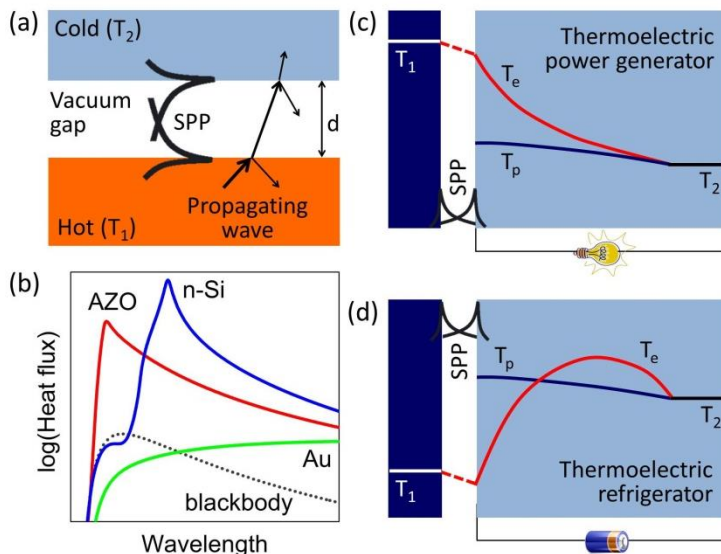 (a)
Cold (T₂)
Vacuum
gap
SPP
d
Propagating
wave
Hot (T₁)
(b)
AZO
n-Si
Au
blackbody
log(Heat flux)
Wavelength
(c)
T₁
SPP
Tₑ
Tₚ
Thermoelectric
power generator
T₂
(d)
T₁
SPP
Tₚ
Tₑ
T₂
Thermoelectric
refrigerator